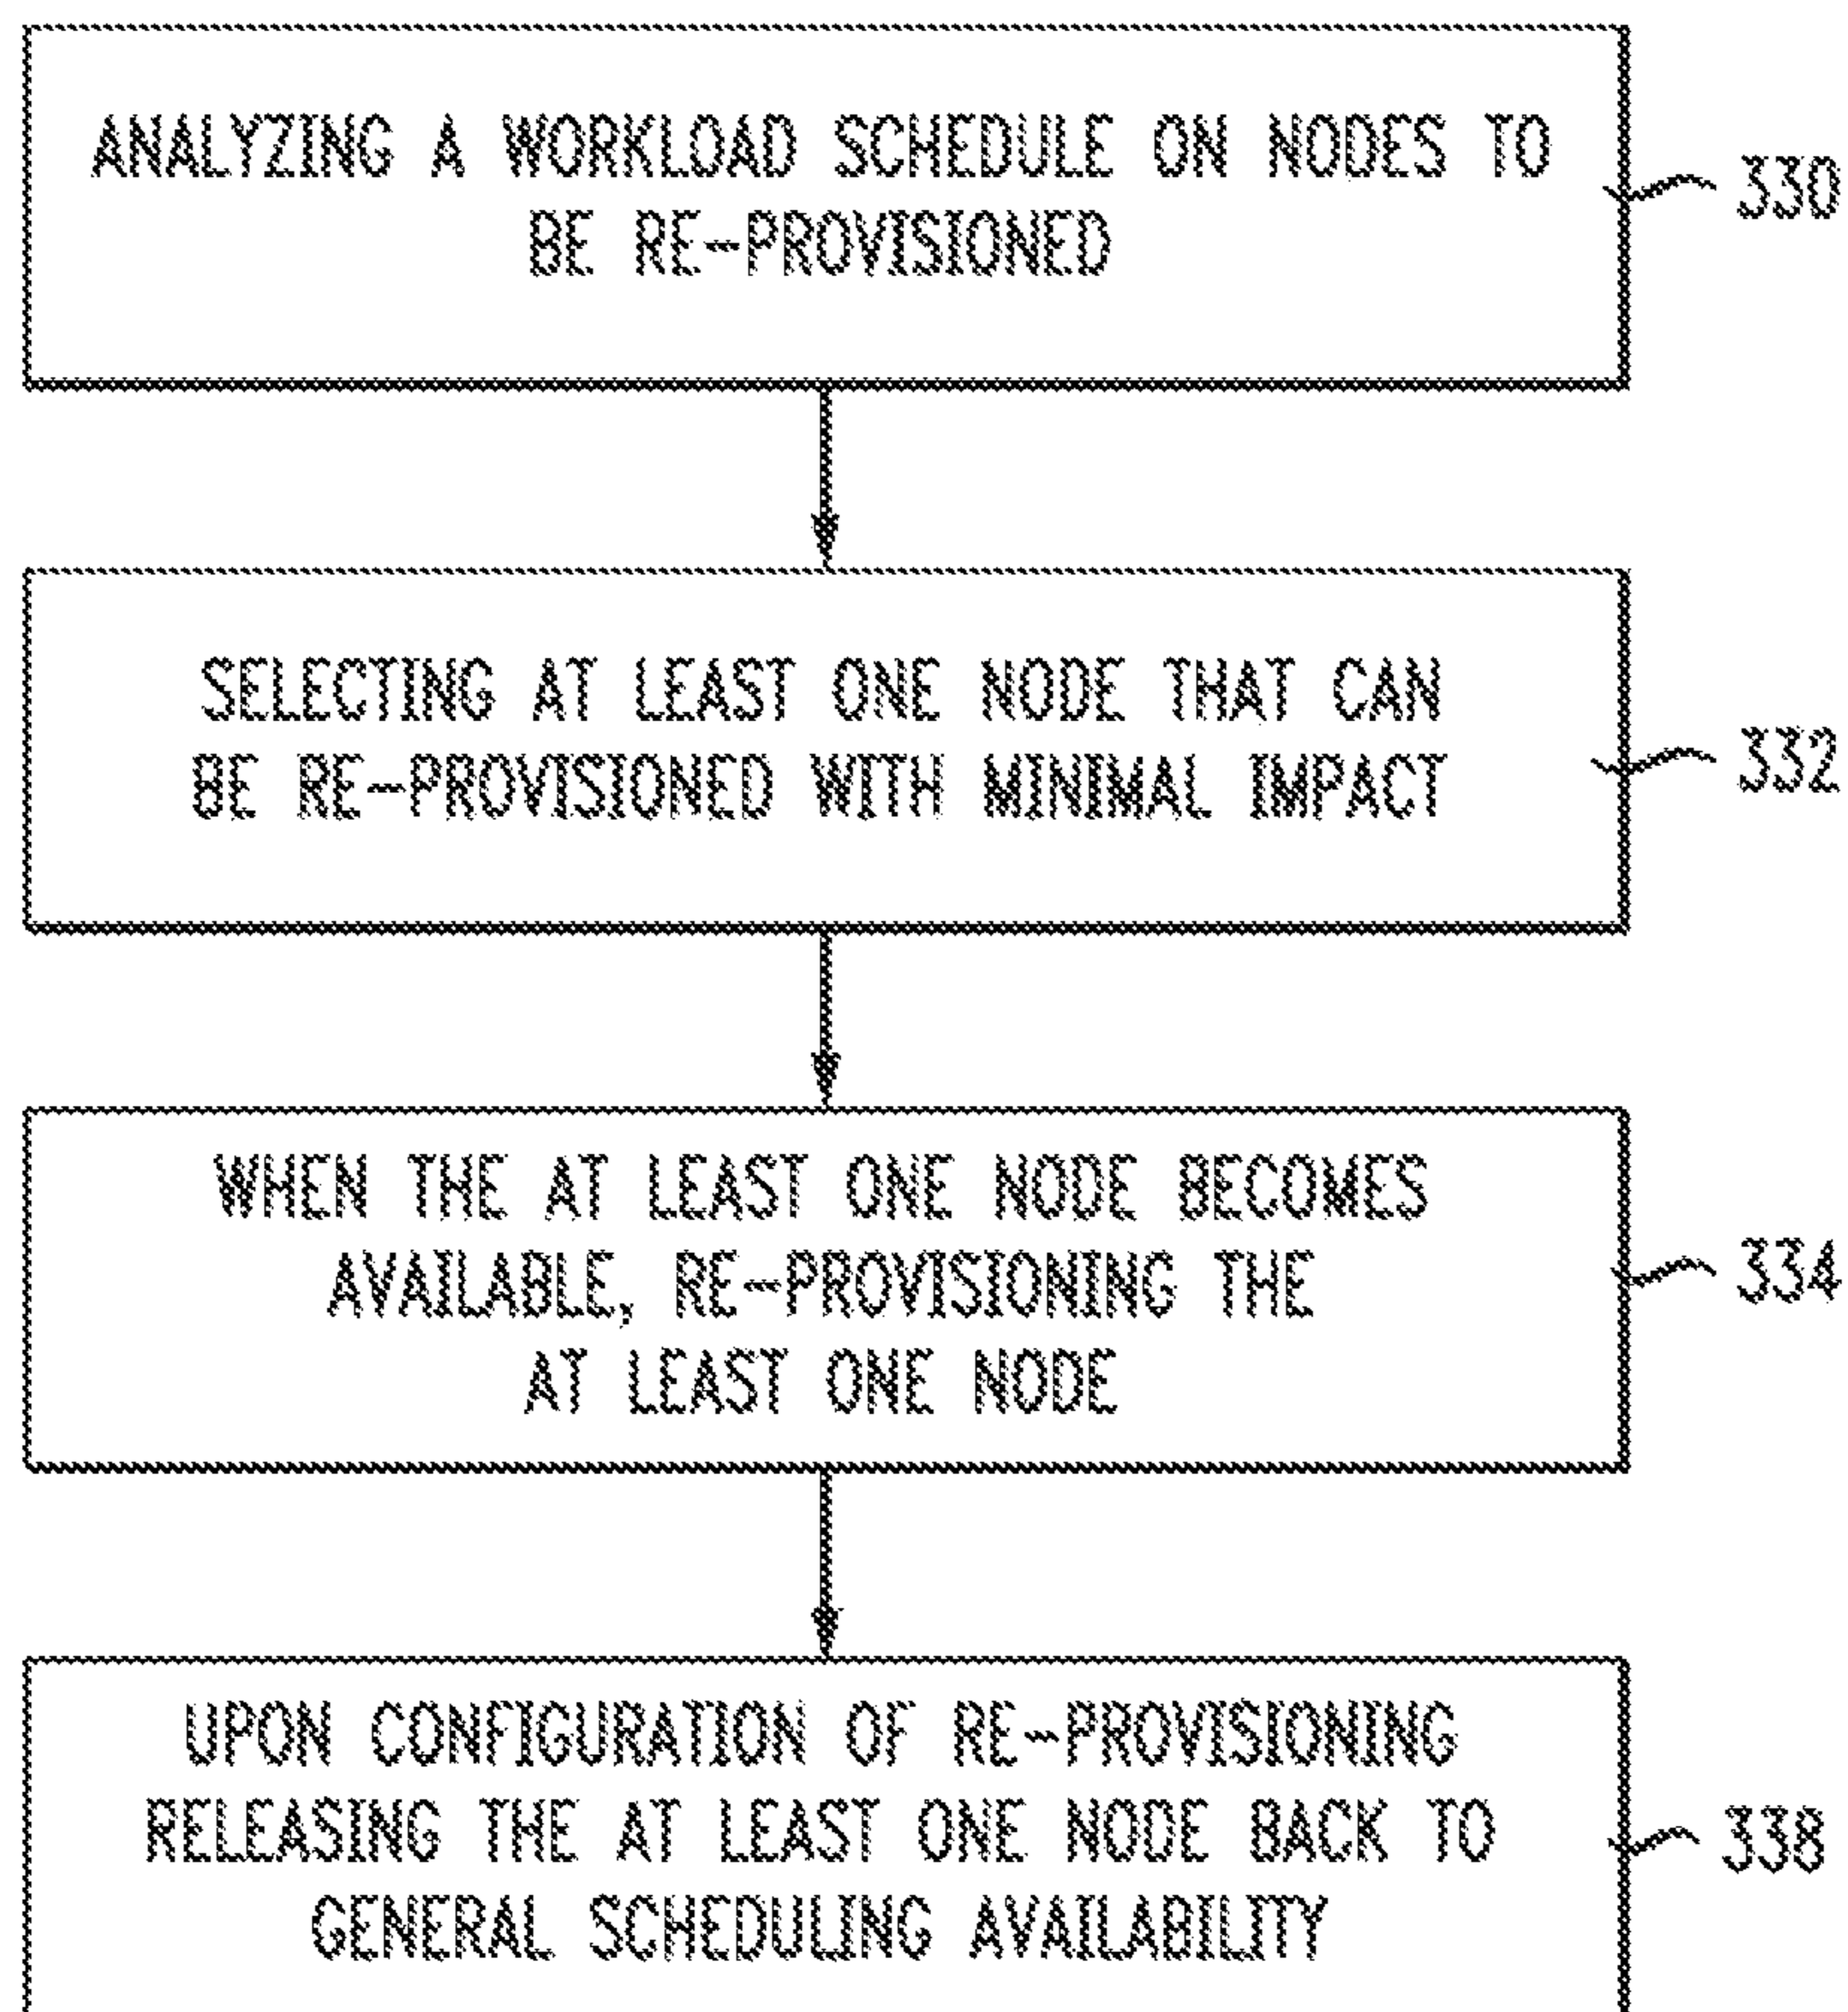 ANALYZING A WORKLOAD SCHEDULE ON NODES TO
BE RE-PROVISIONED
330
SELECTING AT LEAST ONE NODE THAT CAN
BE RE-PROVISIONED WITH MINIMAL IMPACT
332
WHEN THE AT LEAST ONE NODE BECOMES
AVAILABLE, RE-PROVISIONING THE
AT LEAST ONE NODE
334
UPON CONFIGURATION OF RE-PROVISIONING
RELEASING THE AT LEAST ONE NODE BACK TO
GENERAL SCHEDULING AVAILABILITY
338